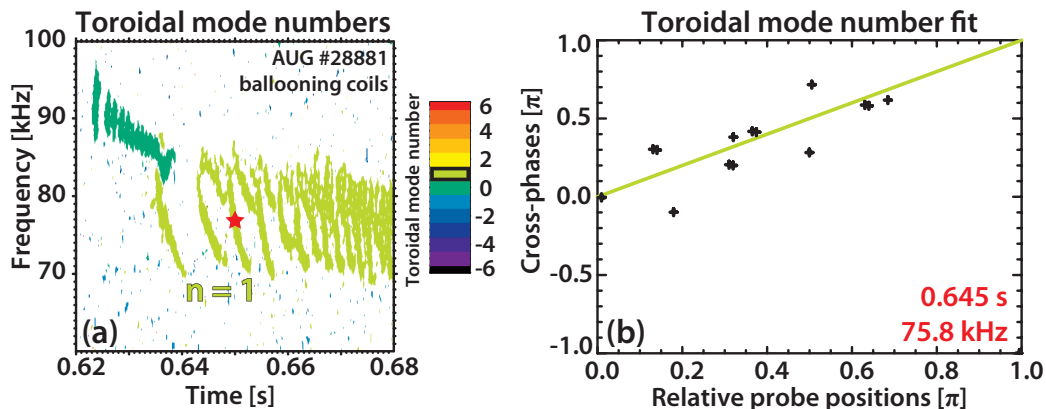 Toroidal mode numbers
AUG #28881
ballooning coils
Frequency [kHz]
100
90
80
70
n = 1
(a)
0.62
0.64
0.66
0.68
Time [s]
Toroidal mode number
6
4
2
0
-2
-4
-6
Toroidal mode number fit
Cross-phases [π]
1.0
0.5
0.0
-0.5
-1.0
0.645 s
75.8 kHz
(b)
0.0
0.2
0.4
0.6
0.8
1.0
Relative probe positions [π]